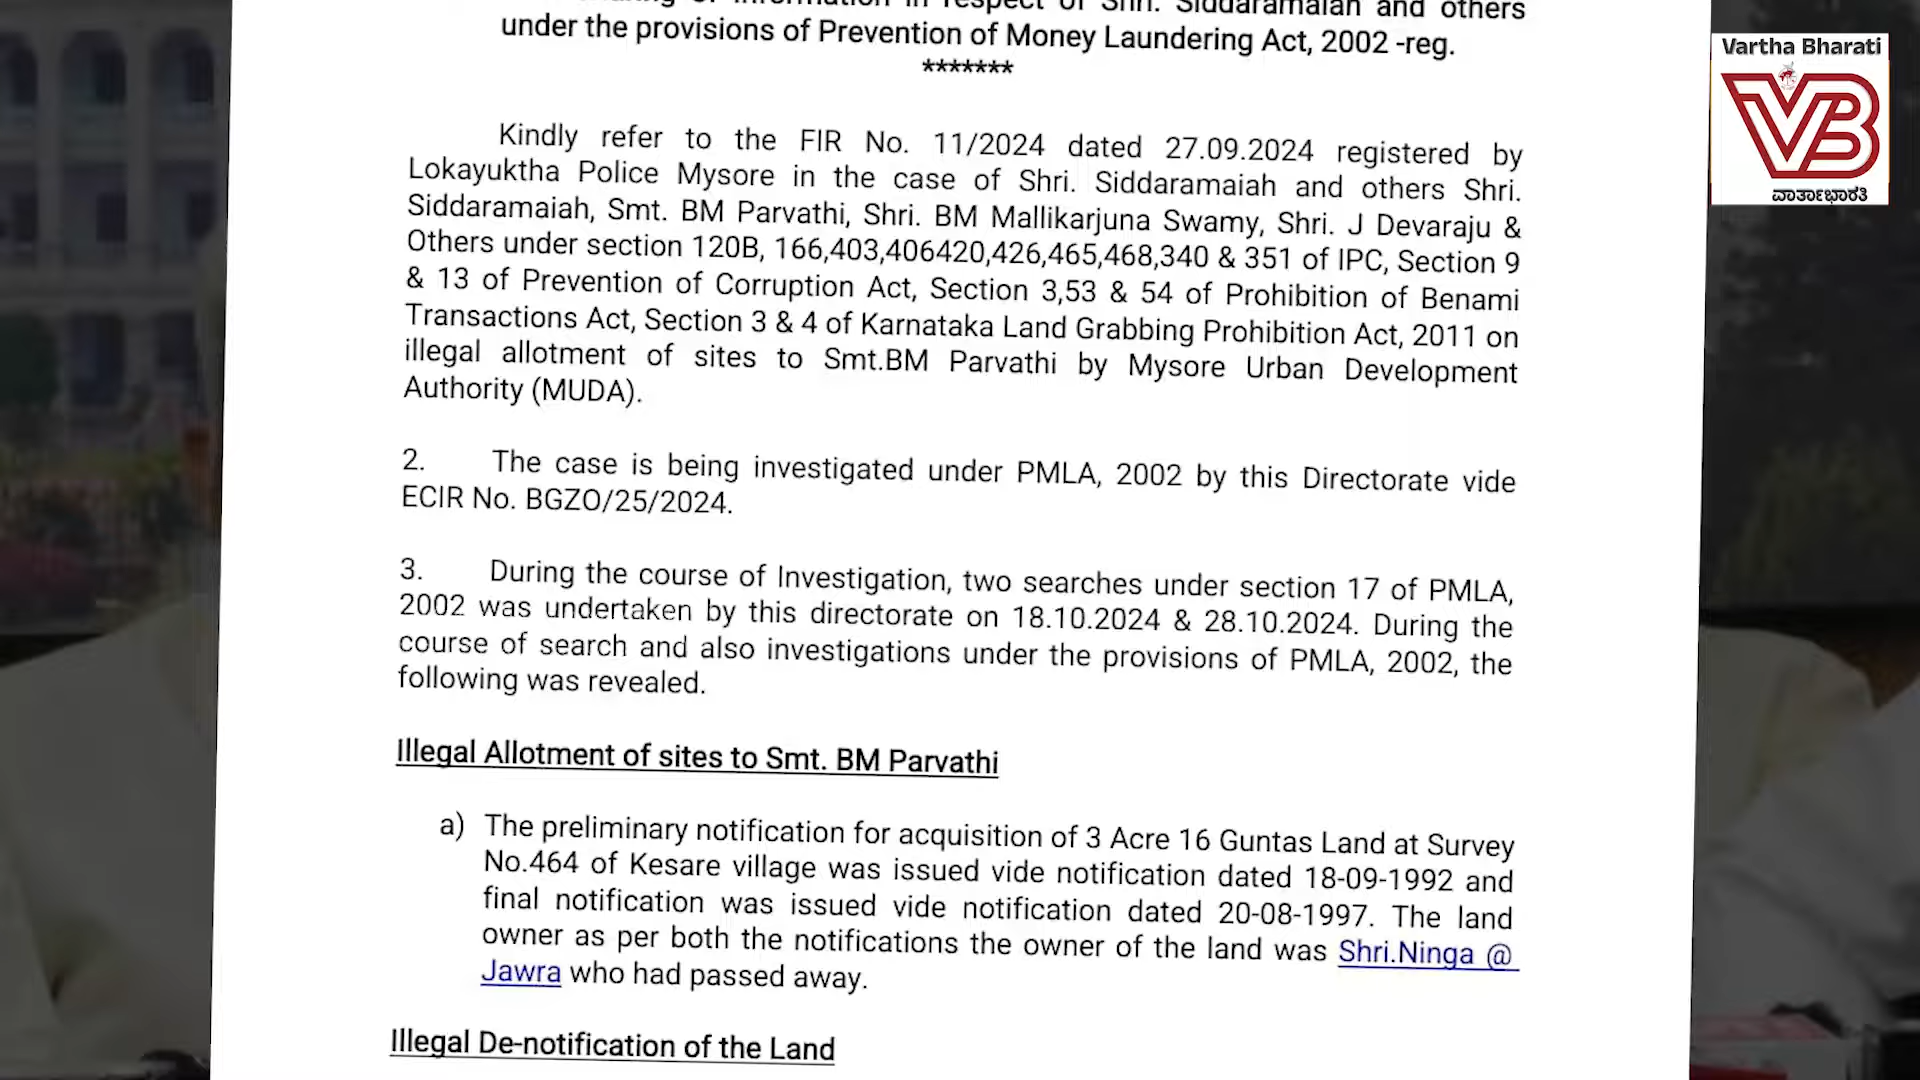 in respect of Shri. Siddaramaiah and others
under the provisions of Prevention of Money Laundering Act, 2002 -reg.
*******
Kindly refer to the FIR No. 11/2024 dated 27.09.2024 registered by
Lokayuktha Police Mysore in the case of Shri. Siddaramaiah and others Shri.
Siddaramaiah, Smt. BM Parvathi, Shri. BM Mallikarjuna Swamy, Shri. J Devaraju &
Others under section 120B, 166,403,406420,426,465,468,340 & 351 of IPC, Section 9
& 13 of Prevention of Corruption Act, Section 3,53 & 54 of Prohibition of Benami
Transactions Act, Section 3 & 4 of Karnataka Land Grabbing Prohibition Act, 2011 on
illegal allotment of sites to Smt.BM Parvathi by Mysore Urban Development
Authority (MUDA).
2. The case is being investigated under PMLA, 2002 by this Directorate vide
ECIR No. BGZO/25/2024.
3. During the course of Investigation, two searches under section 17 of PMLA,
2002 was undertaken by this directorate on 18.10.2024 & 28.10.2024. During the
course of search and also investigations under the provisions of PMLA, 2002, the
following was revealed.
Illegal Allotment of sites to Smt. BM Parvathi
a) The preliminary notification for acquisition of 3 Acre 16 Guntas Land at Survey
No.464 of Kesare village was issued vide notification dated 18-09-1992 and
final notification was issued vide notification dated 20-08-1997. The land
owner as per both the notifications the owner of the land was Shri.Ninga @
Jawra who had passed away.
Illegal De-notification of the Land
Vartha Bharati
VB
ವಾರ್ತಾಭಾರತಿ